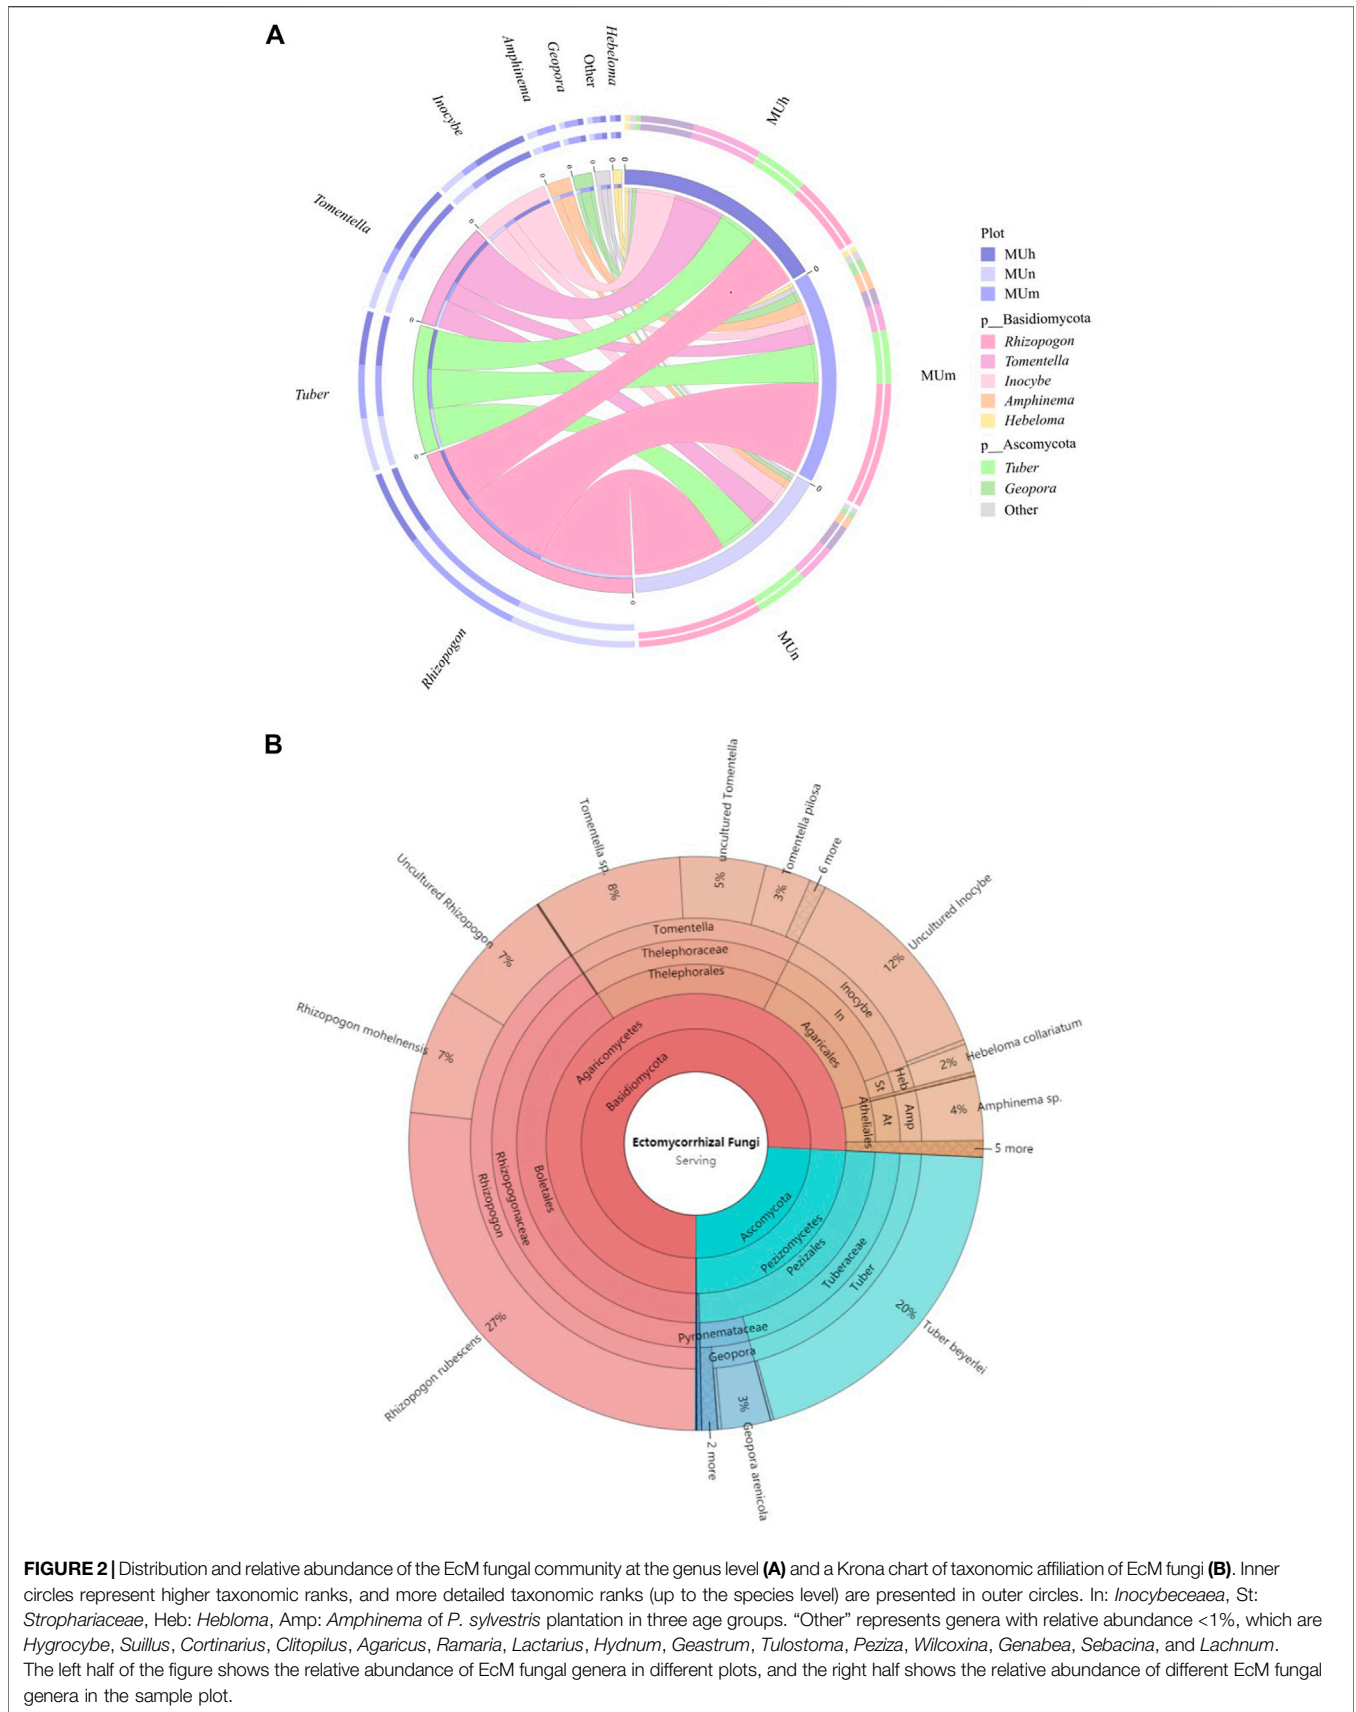 A
Hebeloma
Other
Geopora
Amphinema
Inocybe
Tomentella
Tuber
Rhizopogon
MUh
MUm
MUn
0
0
0
0
0
0
0
0
0
0
0
Plot
MUh
MUn
MUm
p__Basidiomycota
Rhizopogon
Tomentella
Inocybe
Amphinema
Hebeloma
p__Ascomycota
Tuber
Geopora
Other
B
Tomentella sp. 8%
5% uncultured Tomentella
3% Tomentella pilosa
6 more
12% Uncultured Inocybe
2% Hebeloma collariatum
4% Amphinema sp.
5 more
20% Tuber beyerlei
3% Geopora arenicola
2 more
Rhizopogon rubescens 27%
Rhizopogon mohelnensis 7%
Uncultured Rhizopogon 7%
Tomentella
Thelephoraceae
Thelephorales
Inocybe
In
Agaricales
St
Heb
Atheliales
At
Amp
Agaricomycetes
Basidiomycota
Boletales
Rhizopogonaceae
Rhizopogon
Ectomycorrhizal Fungi
Serving
Ascomycota
Pezizomycetes
Pezizales
Tuberaceae
Tuber
Pyronemataceae
Geopora
FIGURE 2 | Distribution and relative abundance of the EcM fungal community at the genus level (A) and a Krona chart of taxonomic affiliation of EcM fungi (B). Inner
circles represent higher taxonomic ranks, and more detailed taxonomic ranks (up to the species level) are presented in outer circles. In: Inocybeceaea, St:
Strophariaceae, Heb: Hebloma, Amp: Amphinema of P. sylvestris plantation in three age groups. “Other” represents genera with relative abundance <1%, which are
Hygrocybe, Suillus, Cortinarius, Clitopilus, Agaricus, Ramaria, Lactarius, Hydnum, Geastrum, Tulostoma, Peziza, Wilcoxina, Genabea, Sebacina, and Lachnum.
The left half of the figure shows the relative abundance of EcM fungal genera in different plots, and the right half shows the relative abundance of different EcM fungal
genera in the sample plot.